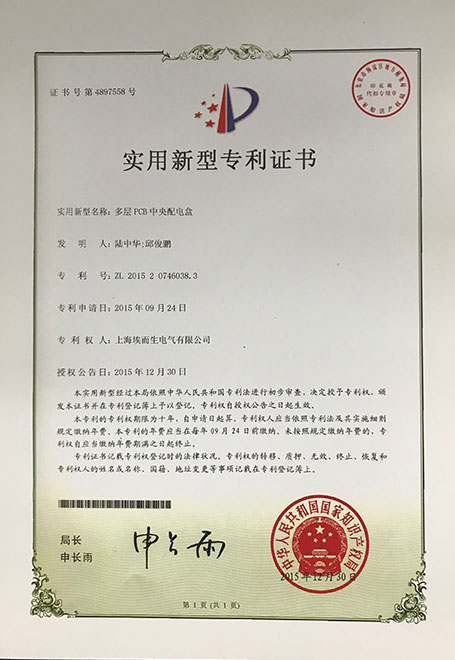 证书号第4897558号
印花税
代扣专用章
国家知识产权局
实用新型专利证书
实用新型名称：多层PCB中央配电盒
发明人：陆中华;邱俊鹏
专利号：ZL 2015 2 0746038.3
专利申请日：2015年09月24日
专利权人：上海埃而生电气有限公司
授权公告日：2015年12月30日
本实用新型经过本局依照中华人民共和国专利法进行初步审查，决定授予专利权，颁
发本证书并在专利登记簿上予以登记。专利权自授权公告之日起生效。
本专利的专利权期限为十年，自申请日起算。专利权人应当依照专利法及其实施细则
规定缴纳年费。本专利的年费应当在每年09月24日前缴纳。未按照规定缴纳年费的，专
利权自应当缴纳年费期满之日起终止。
专利证书记载专利权登记时的法律状况。专利权的转移、质押、无效、终止、恢复和
专利权人的姓名或名称、国籍、地址变更等事项记载在专利登记簿上。
局长
申长雨
申长雨
中华人民共和国国家知识产权局
2015年12月30日
第1页(共1页)